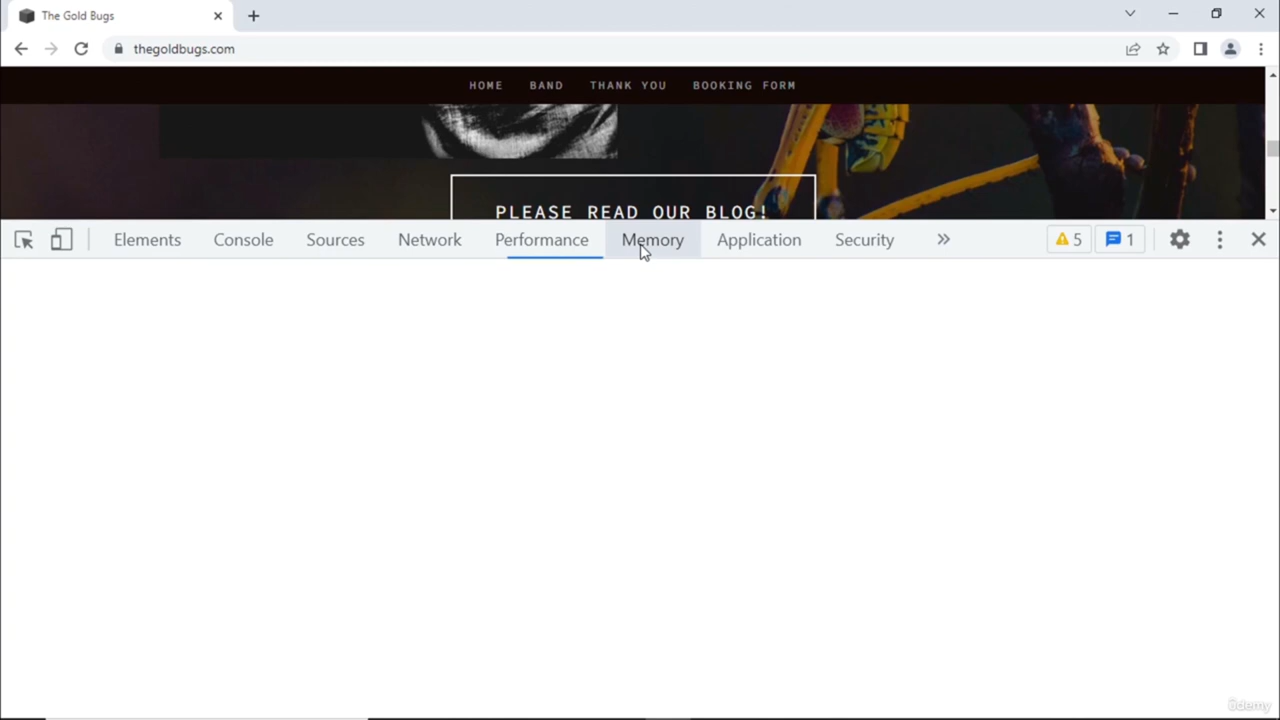 The Gold Bugs
thegoldbugs.com
HOME BAND THANK YOU BOOKING FORM
PLEASE READ OUR BLOG!
Elements Console Sources Network Performance Memory Application Security 5 1
ûdemy